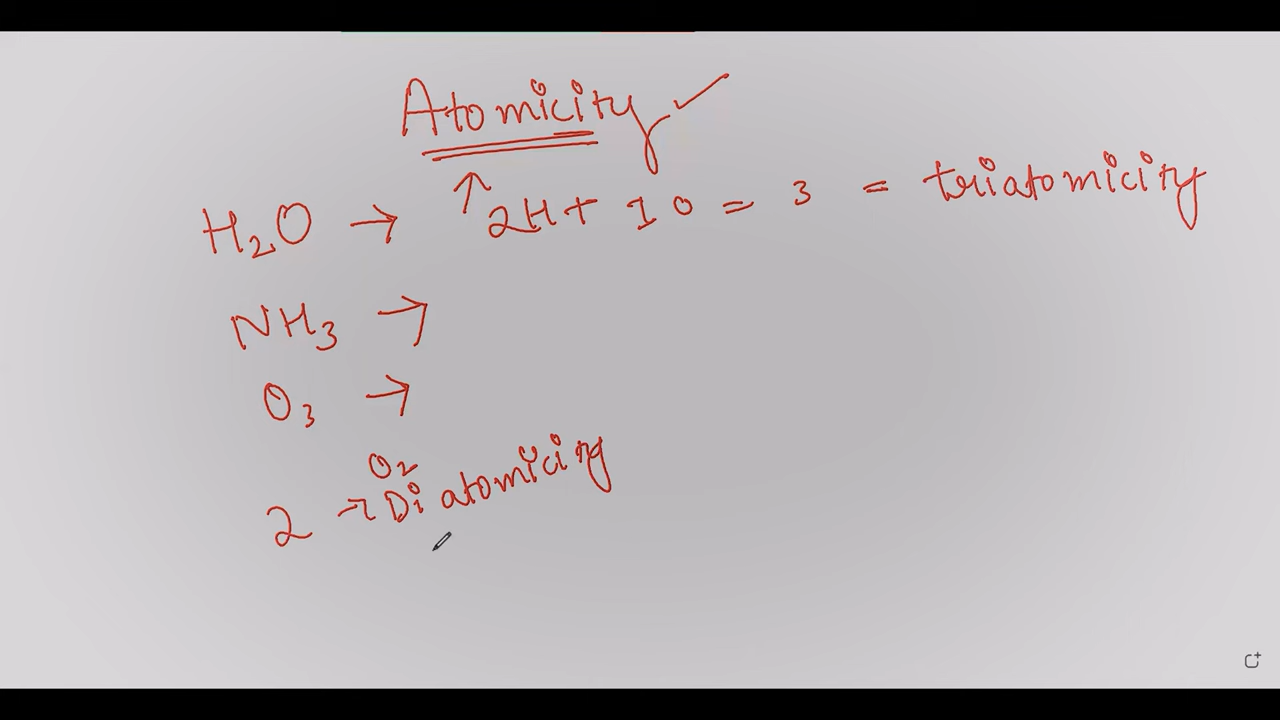 Atomicity ✓
H₂O → ↑ 2H + 1O = 3 = triatomicity
NH₃ →
O₃ →
O₂
2 → Di atomicity